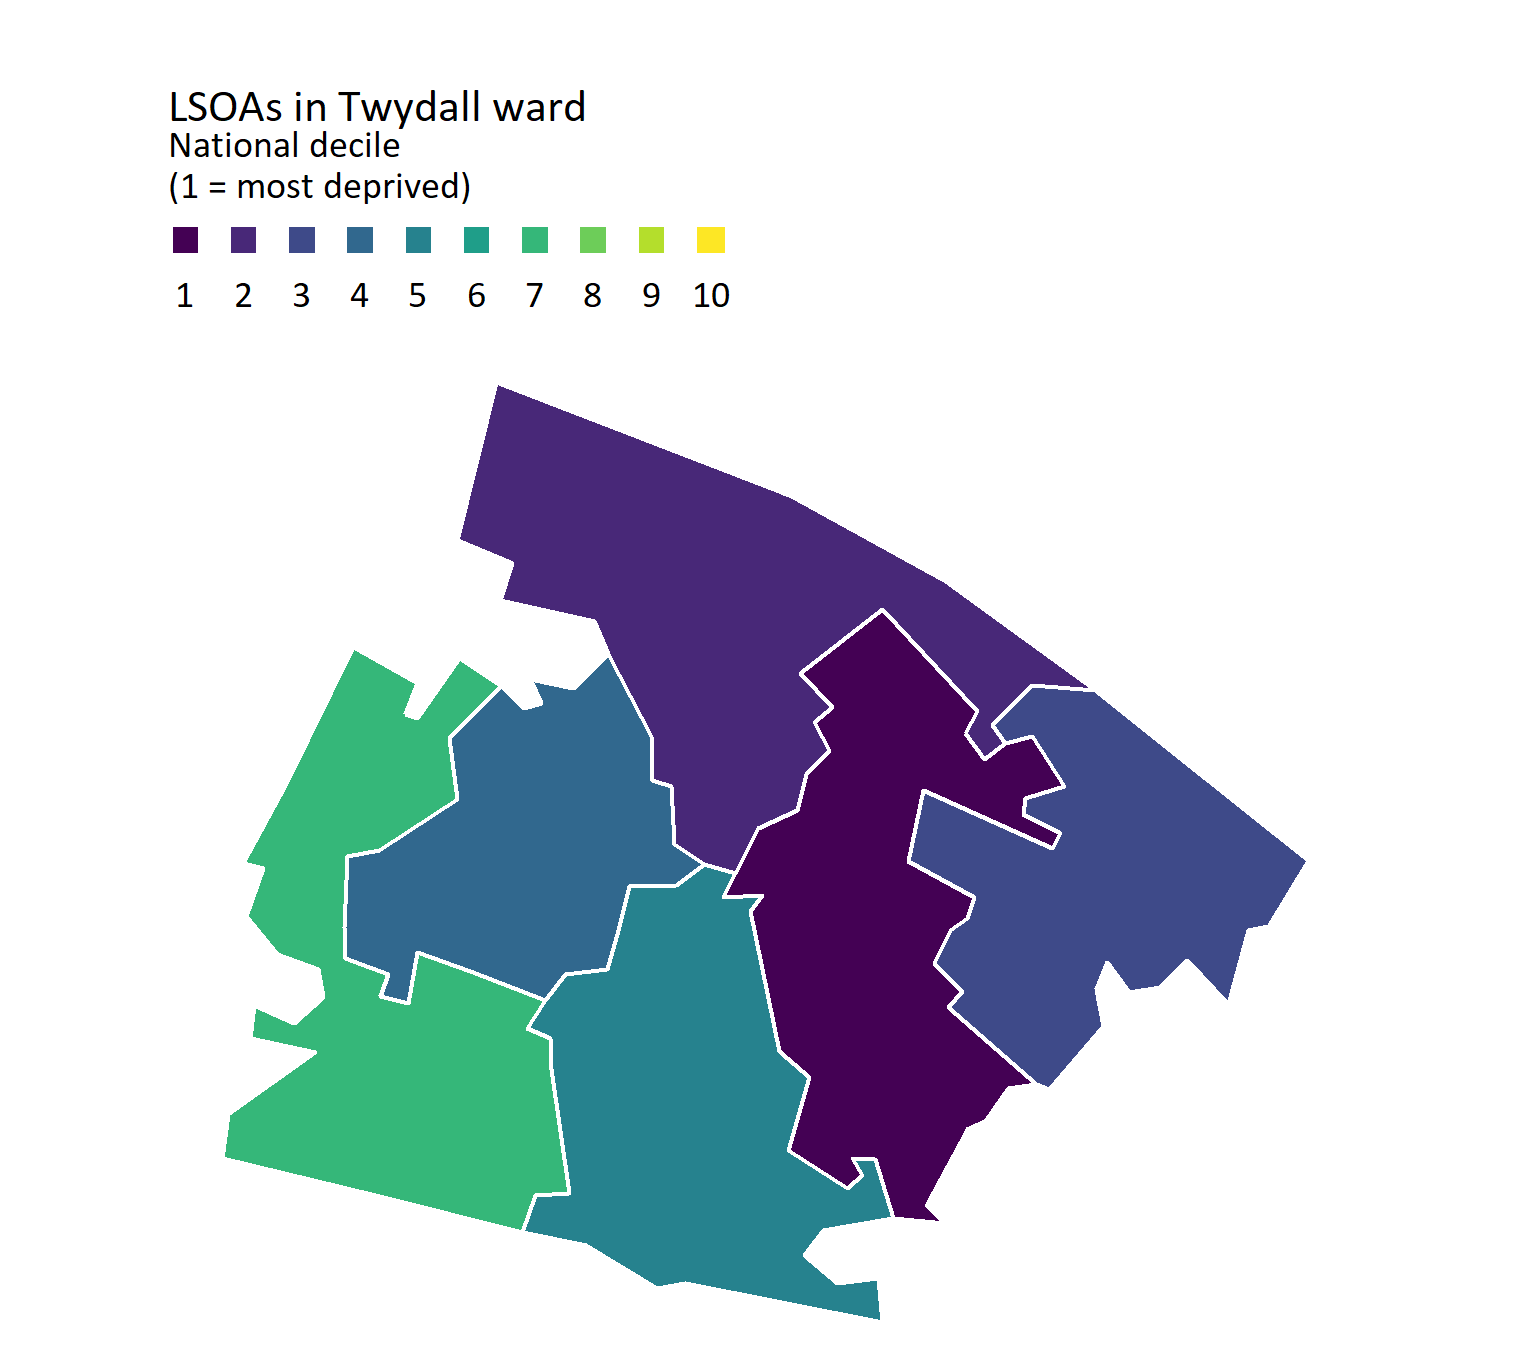 LSOAs in Twydall ward
National decile
(1 = most deprived)
1 2 3 4 5 6 7 8 9 10